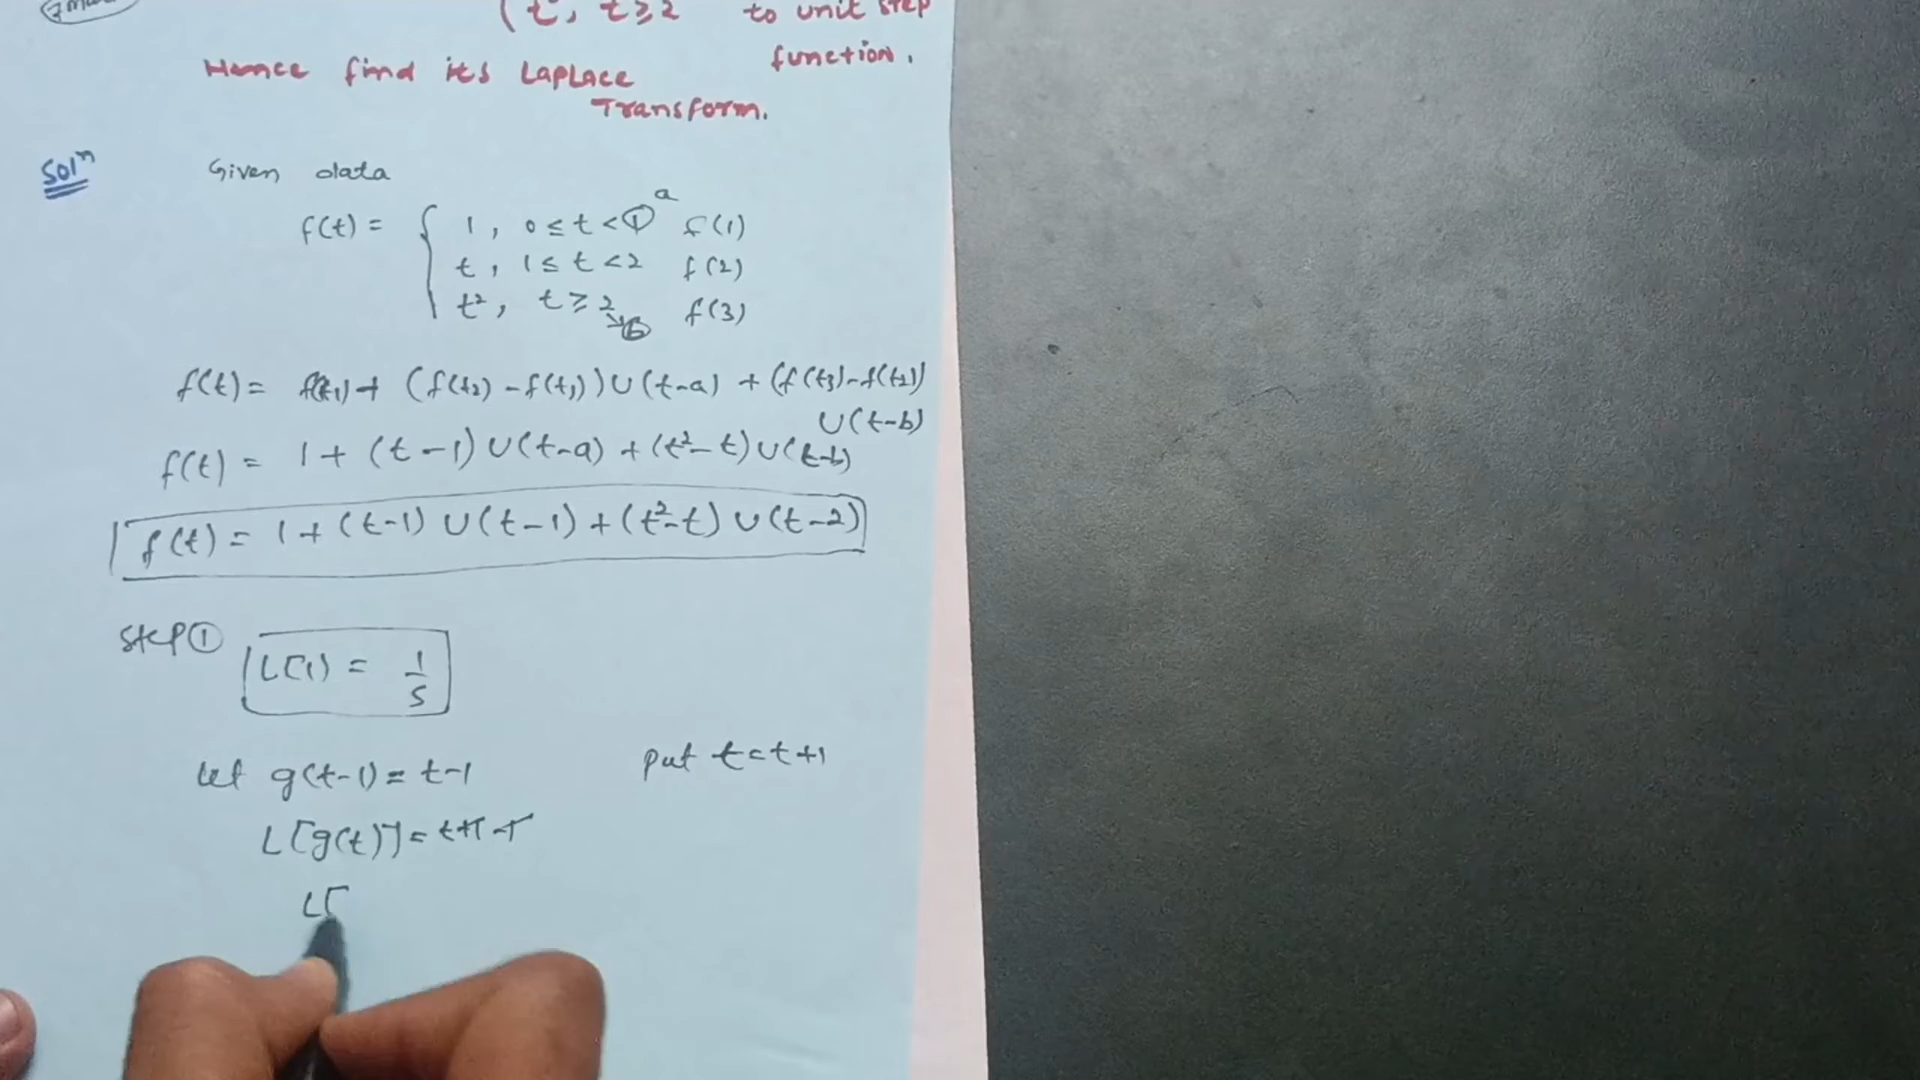 t², t≥2 to unit step
function.
Hence find its Laplace
Transform.
Solⁿ
Given data
f(t) = { 1, 0 ≤ t < 1 a f(1)
t, 1 ≤ t < 2 f(2)
t², t ≥ 2 → b f(3)
f(t) = f(t1) + (f(t2) - f(t1)) U(t-a) + (f(t3) - f(t2))
U(t-b)
f(t) = 1 + (t-1) U(t-a) + (t²-t) U(t-b)
f(t) = 1 + (t-1) U(t-1) + (t²-t) U(t-2)
Step ①
L[1] = 1/s
let g(t-1) = t-1 put t=t+1
L[g(t)] = t+1-1
L[